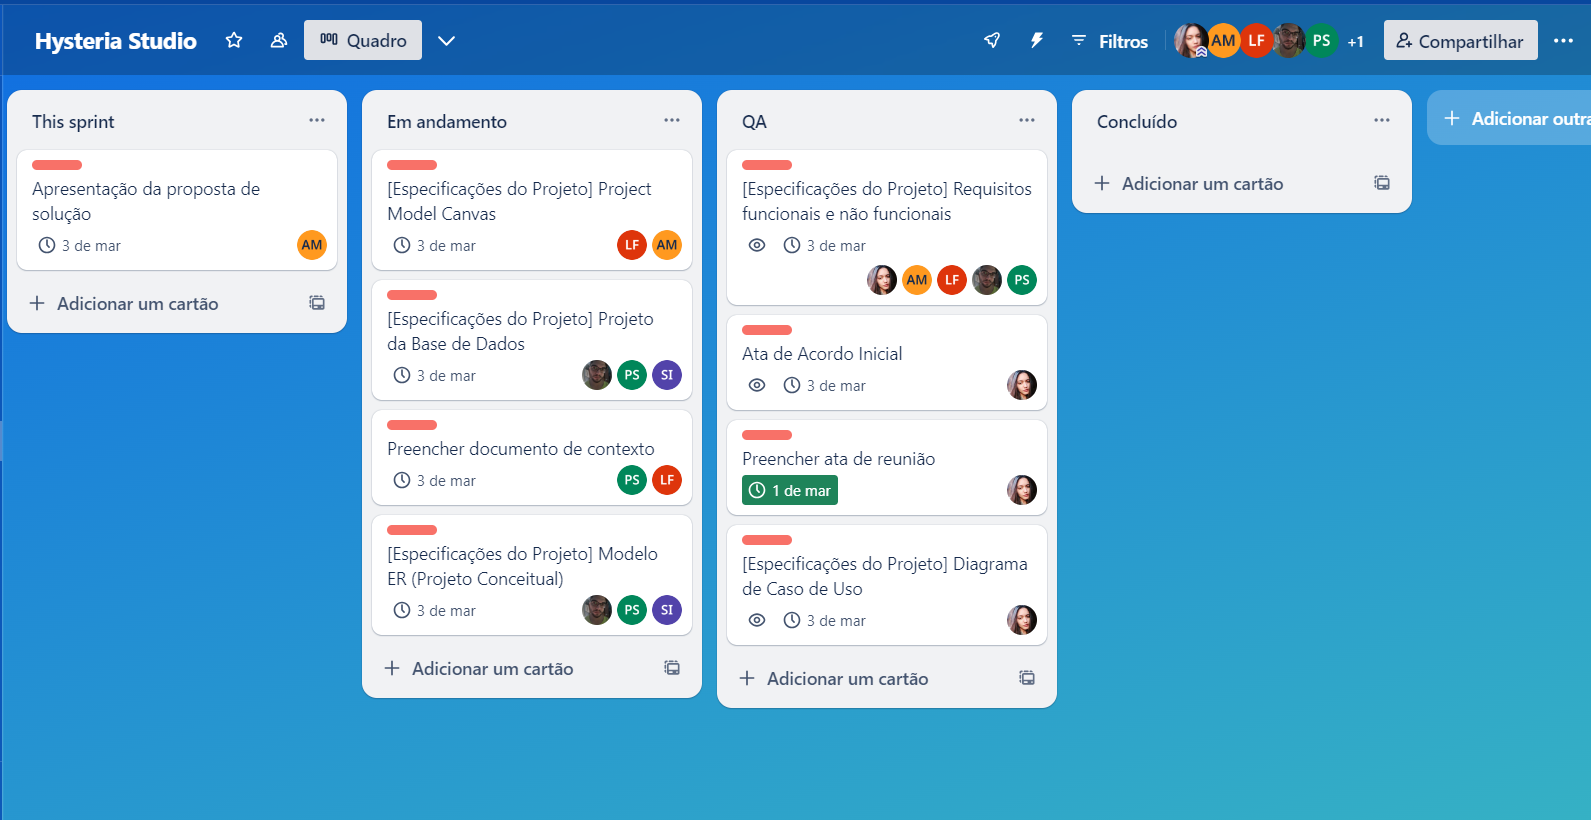 Hysteria Studio
Quadro
Filtros
AM
LF
PS
+1
Compartilhar
This sprint
Apresentação da proposta de
solução
3 de mar
AM
Adicionar um cartão
Em andamento
[Especificações do Projeto] Project
Model Canvas
3 de mar
LF
AM
[Especificações do Projeto] Projeto
da Base de Dados
3 de mar
PS
SI
Preencher documento de contexto
3 de mar
PS
LF
[Especificações do Projeto] Modelo
ER (Projeto Conceitual)
3 de mar
PS
SI
Adicionar um cartão
QA
[Especificações do Projeto] Requisitos
funcionais e não funcionais
3 de mar
AM
LF
PS
Ata de Acordo Inicial
3 de mar
Preencher ata de reunião
1 de mar
[Especificações do Projeto] Diagrama
de Caso de Uso
3 de mar
Adicionar um cartão
Concluído
Adicionar um cartão
Adicionar outra